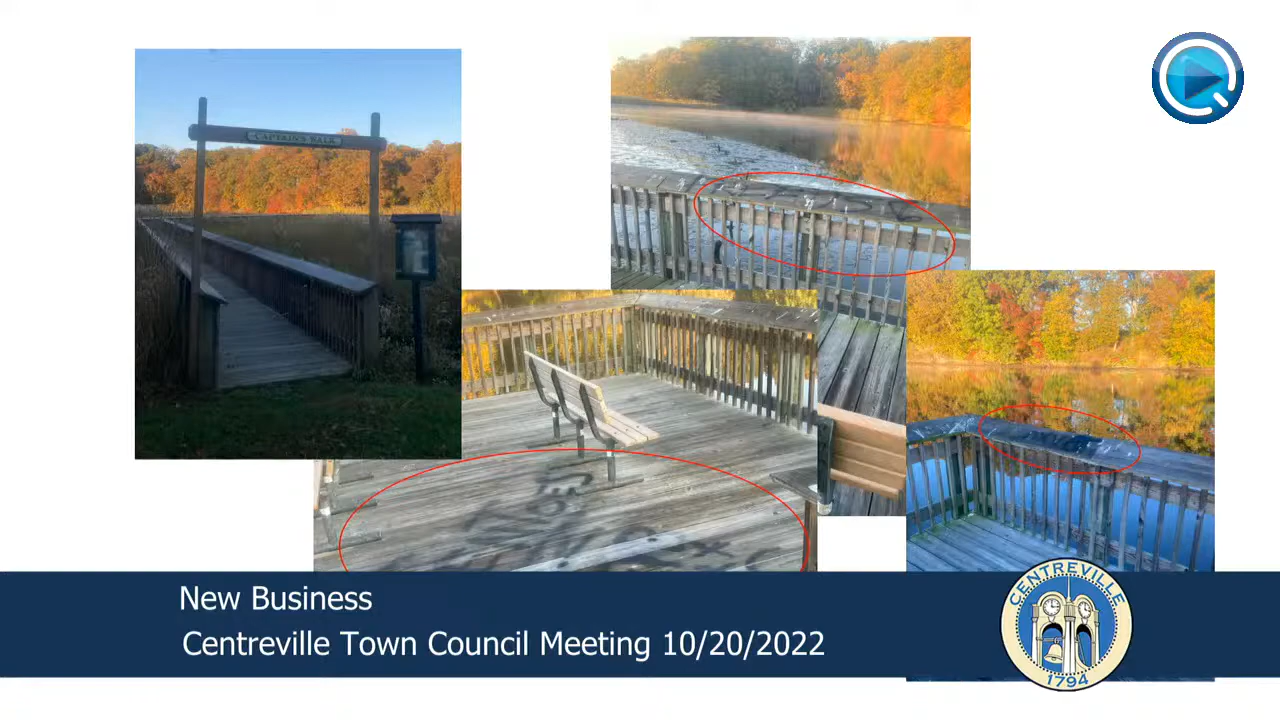 CAPTAIN'S WALK
New Business
Centreville Town Council Meeting 10/20/2022
CENTREVILLE
1794